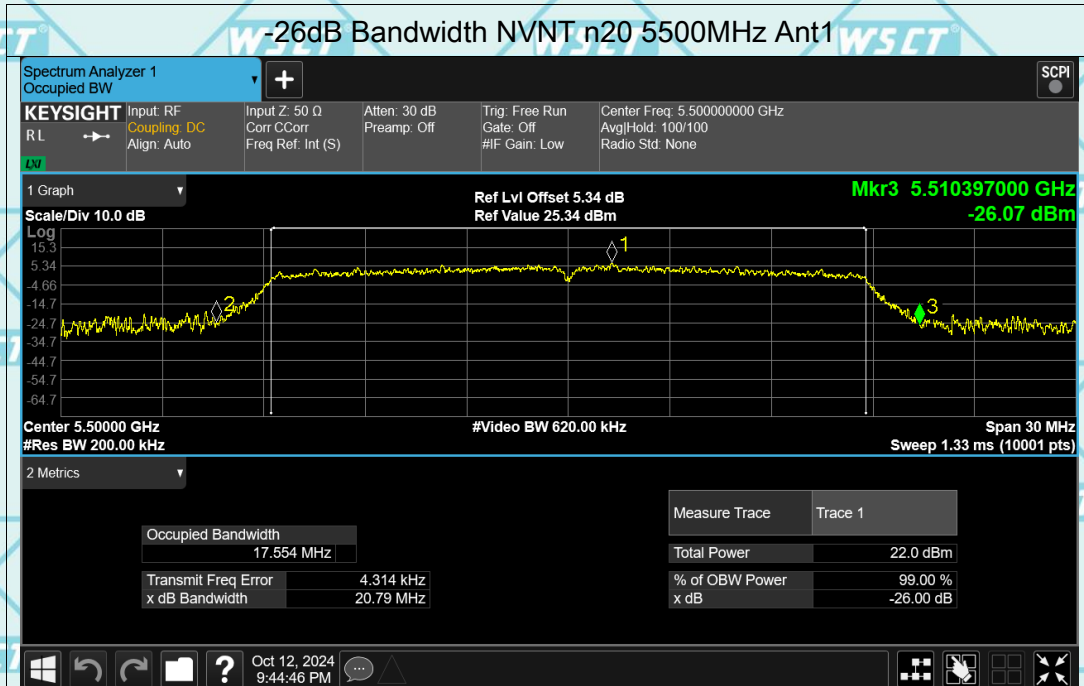 -26dB Bandwidth NVNT n20 5500MHz Ant1
WSCT
WSCT
WSCT
WSCT
Spectrum Analyzer 1
Occupied BW
+
SCPI
KEYSIGHT
RL
LXI
Input: RF
Coupling: DC
Align: Auto
Input Z: 50 Ω
Corr CCorr
Freq Ref: Int (S)
Atten: 30 dB
Preamp: Off
Trig: Free Run
Gate: Off
#IF Gain: Low
Center Freq: 5.500000000 GHz
Avg|Hold: 100/100
Radio Std: None
1 Graph
Scale/Div 10.0 dB
Ref Lvl Offset 5.34 dB
Ref Value 25.34 dBm
Mkr3 5.510397000 GHz
-26.07 dBm
Log
15.3
5.34
-4.66
-14.7
-24.7
-34.7
-44.7
-54.7
-64.7
1
2
3
Center 5.50000 GHz
#Res BW 200.00 kHz
#Video BW 620.00 kHz
Span 30 MHz
Sweep 1.33 ms (10001 pts)
2 Metrics
Measure Trace Trace 1
Occupied Bandwidth
17.554 MHz
Total Power 22.0 dBm
Transmit Freq Error 4.314 kHz
% of OBW Power 99.00 %
x dB Bandwidth 20.79 MHz
x dB -26.00 dB
?
Oct 12, 2024
9:44:46 PM